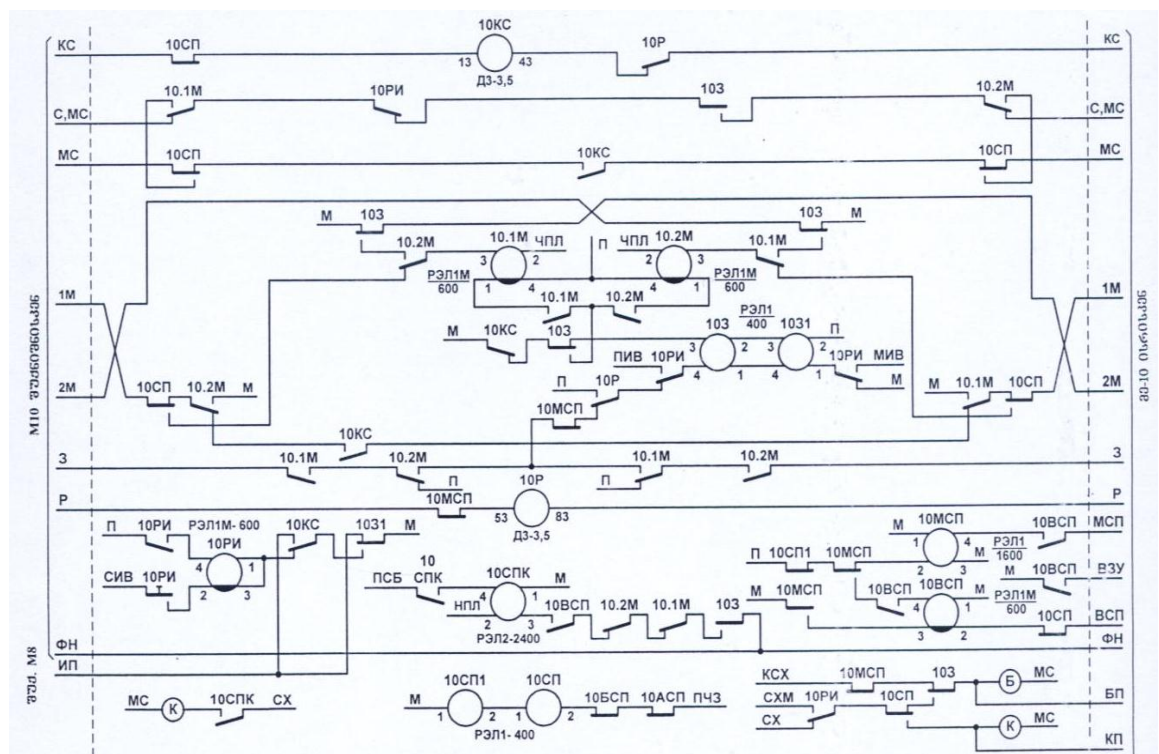 КС 10СП 10КС 10Р КС
13 43
Д3-3,5
10.1М 10РИ 103 10.2М
С,МС С,МС
МС 10СП 10КС 10СП МС
М 103 103 М
10.2М 10.1М ЧПЛ П ЧПЛ 10.2М 10.1М
3 2 2 3
РЭЛ1М 1 4 4 1 РЭЛ1М
600 600
1М 10.1М 10.2М 1М
РЭЛ1
М 10КС 103 103 400 1031 П
3 2 3 2
ПИВ 10РИ 10РИ МИВ
4 1 4 1
2М 10СП 10.2М М П 10Р М М 10.1М 10СП 2М
10МСП
10КС
З 10.1М 10.2М 10.1М 10.2М З
П 10Р П
Р 10МСП Р
53 83
Д3-3,5
П 10РИ РЭЛ1М- 600 10КС 1031 М
10РИ
4 1
СИВ 10РИ
2 3
М 10МСП 10ВСП МСП
1 4 РЭЛ1
1600
П 10СП1 10МСП 2 3 М
М 10ВСП ВЗУ
10
ПСБ СПК 10СПК М
4 1
НПЛ 2 3
РЭЛ2-2400
10ВСП 10.2М 10.1М 103
М 10МСП 10ВСП 10ВСП М
4 1 РЭЛ1М
600
3 2
10СП ВСП
ФН ФН
ИП
МС К 10СПК СХ
М 10СП1 10СП 10БСП 10АСП ПЧЗ
1 2 1 2
РЭЛ1- 400
КСХ 10МСП 103 Б МС
СХМ 10РИ 10СП БП
СХ К МС
КП
M10 შუქნიშნისკენ
შუქ. M8
მე-10 ისრისკენ